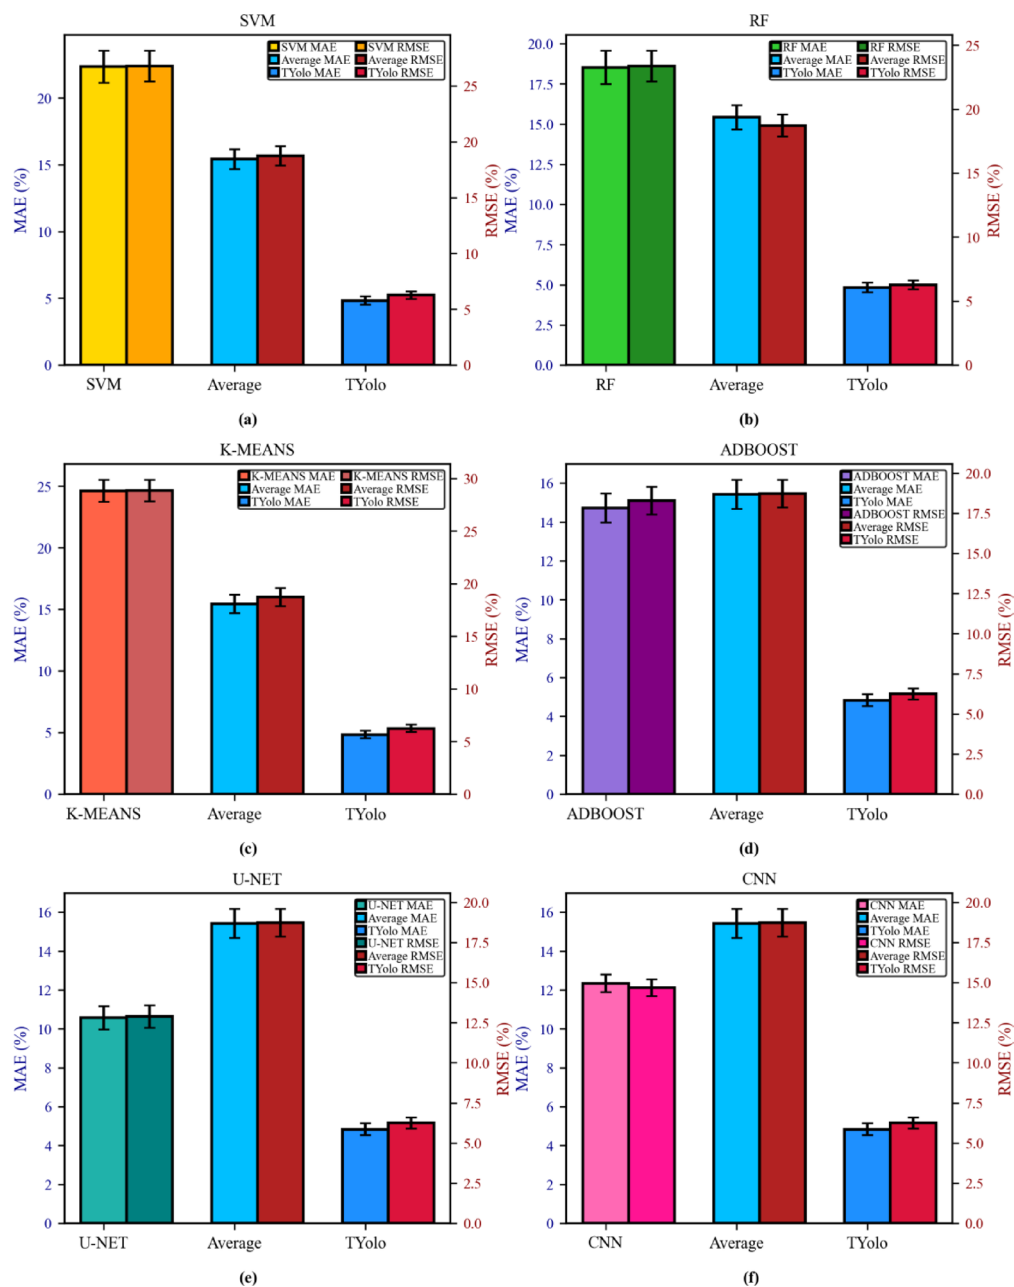 SVM
SVM MAE SVM RMSE
Average MAE Average RMSE
TYolo MAE TYolo RMSE
MAE (%)
0
5
10
15
20
RMSE (%)
0
5
10
15
20
25
SVM Average TYolo
(a)
RF
RF MAE RF RMSE
Average MAE Average RMSE
TYolo MAE TYolo RMSE
MAE (%)
0.0
2.5
5.0
7.5
10.0
12.5
15.0
17.5
20.0
RMSE (%)
0
5
10
15
20
25
RF Average TYolo
(b)
K-MEANS
K-MEANS MAE K-MEANS RMSE
Average MAE Average RMSE
TYolo MAE TYolo RMSE
MAE (%)
0
5
10
15
20
25
RMSE (%)
0
5
10
15
20
25
30
K-MEANS Average TYolo
(c)
ADBOOST
ADBOOST MAE
Average MAE
TYolo MAE
ADBOOST RMSE
Average RMSE
TYolo RMSE
MAE (%)
0
2
4
6
8
10
12
14
16
RMSE (%)
0.0
2.5
5.0
7.5
10.0
12.5
15.0
17.5
20.0
ADBOOST Average TYolo
(d)
U-NET
U-NET MAE
Average MAE
TYolo MAE
U-NET RMSE
Average RMSE
TYolo RMSE
MAE (%)
0
2
4
6
8
10
12
14
16
RMSE (%)
0.0
2.5
5.0
7.5
10.0
12.5
15.0
17.5
20.0
U-NET Average TYolo
(e)
CNN
CNN MAE
Average MAE
TYolo MAE
CNN RMSE
Average RMSE
TYolo RMSE
MAE (%)
0
2
4
6
8
10
12
14
16
RMSE (%)
0.0
2.5
5.0
7.5
10.0
12.5
15.0
17.5
20.0
CNN Average TYolo
(f)